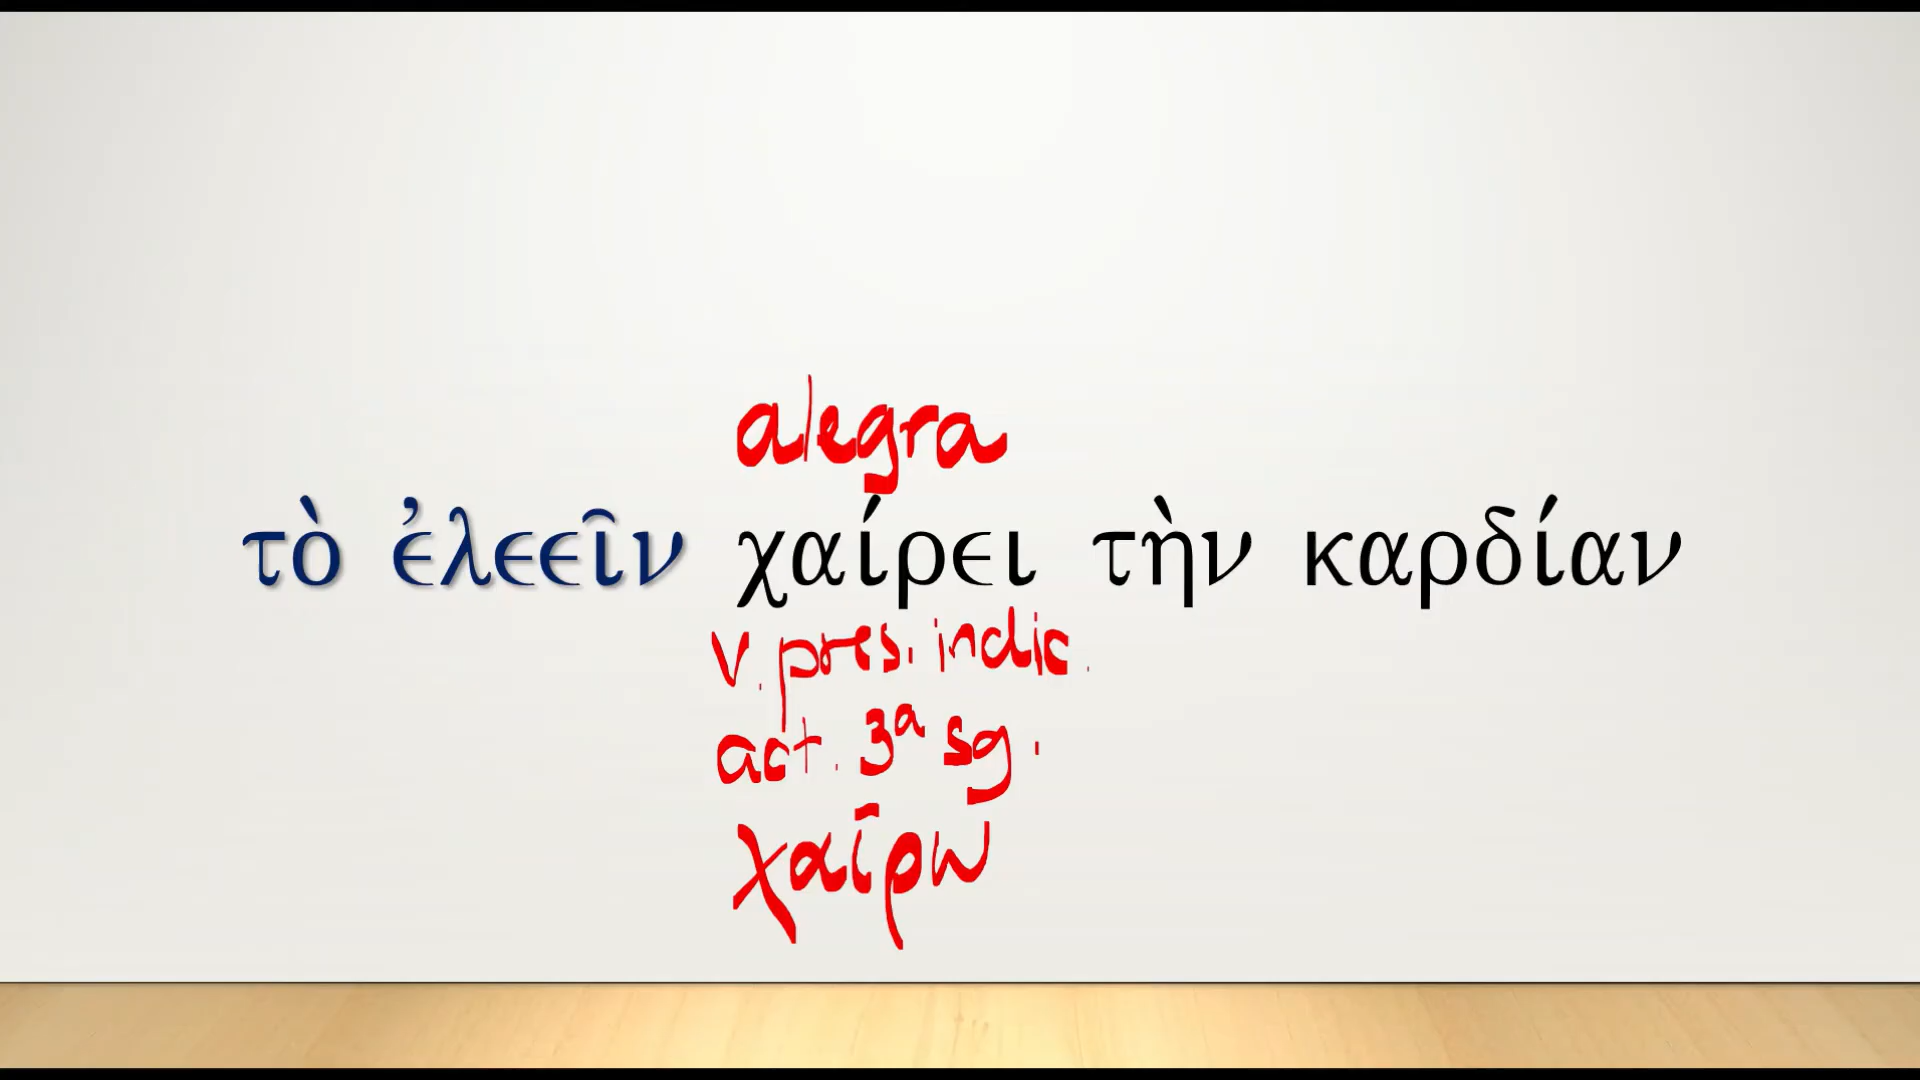 alegra
τὸ ἐλεεῖν χαίρει τὴν καρδίαν
v. pres. indic.
act. 3ª sg.
χαίρω